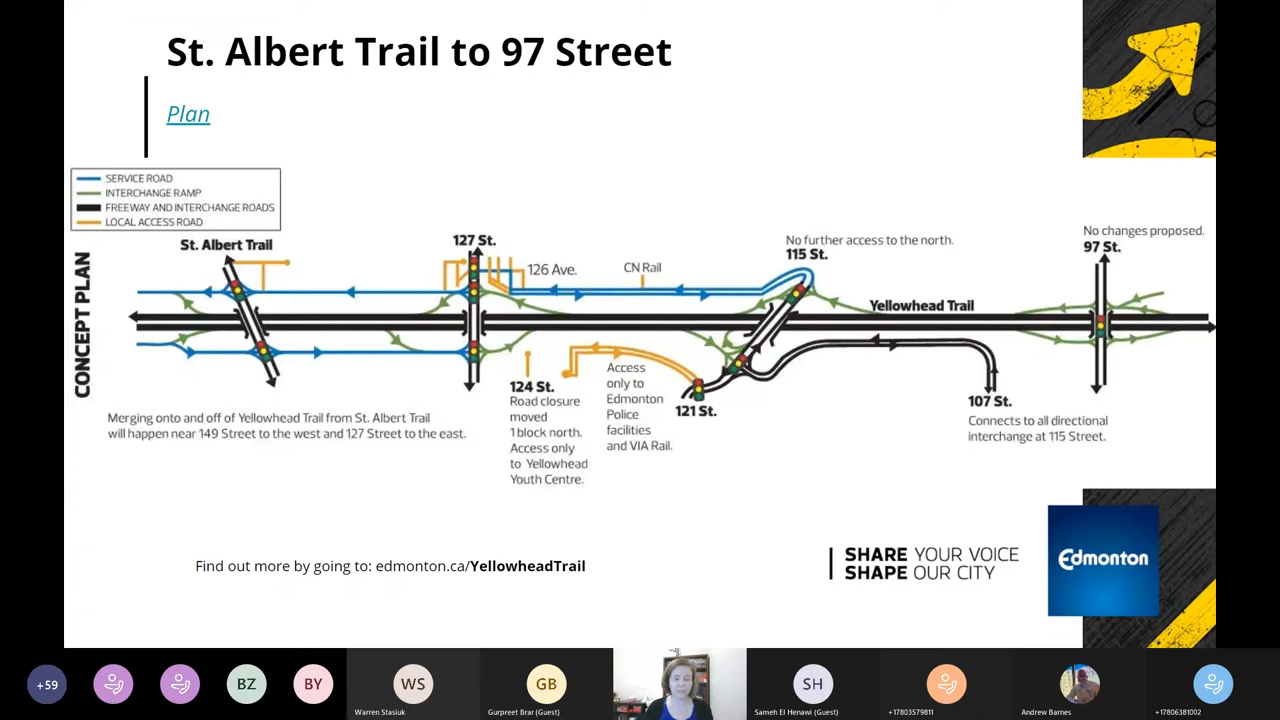 St. Albert Trail to 97 Street
Plan
SERVICE ROAD
INTERCHANGE RAMP
FREEWAY AND INTERCHANGE ROADS
LOCAL ACCESS ROAD
CONCEPT PLAN
St. Albert Trail
127 St.
126 Ave.
CN Rail
No further access to the north.
115 St.
Yellowhead Trail
No changes proposed.
97 St.
Merging onto and off of Yellowhead Trail from St. Albert Trail
will happen near 149 Street to the west and 127 Street to the east.
124 St.
Road closure
moved
1 block north.
Access only
to Yellowhead
Youth Centre.
Access
only to
Edmonton
Police
facilities
and VIA Rail.
121 St.
107 St.
Connects to all directional
interchange at 115 Street.
Find out more by going to: edmonton.ca/YellowheadTrail
SHARE YOUR VOICE
SHAPE OUR CITY
Edmonton
+59
BZ
BY
WS
Warren Stasiuk
GB
Gurpreet Brar (Guest)
SH
Sameh El Henawi (Guest)
+17803579811
Andrew Barnes
+17806381002